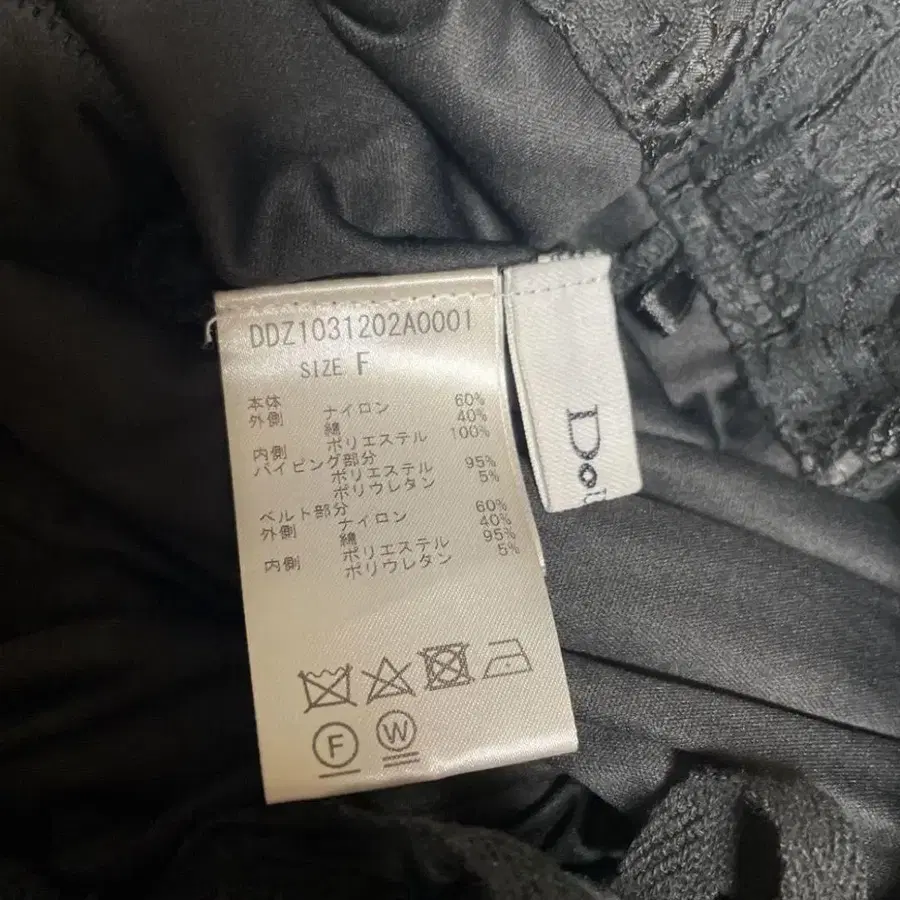 DDZ1031202A0001
SIZE F
本体
外側 ナイロン 60%
綿 40%
内側 ポリエステル 100%
パイピング部分
ポリエステル 95%
ポリウレタン 5%
ベルト部分
外側 ナイロン 60%
綿 40%
内側 ポリエステル 95%
ポリウレタン 5%
F
W
Do